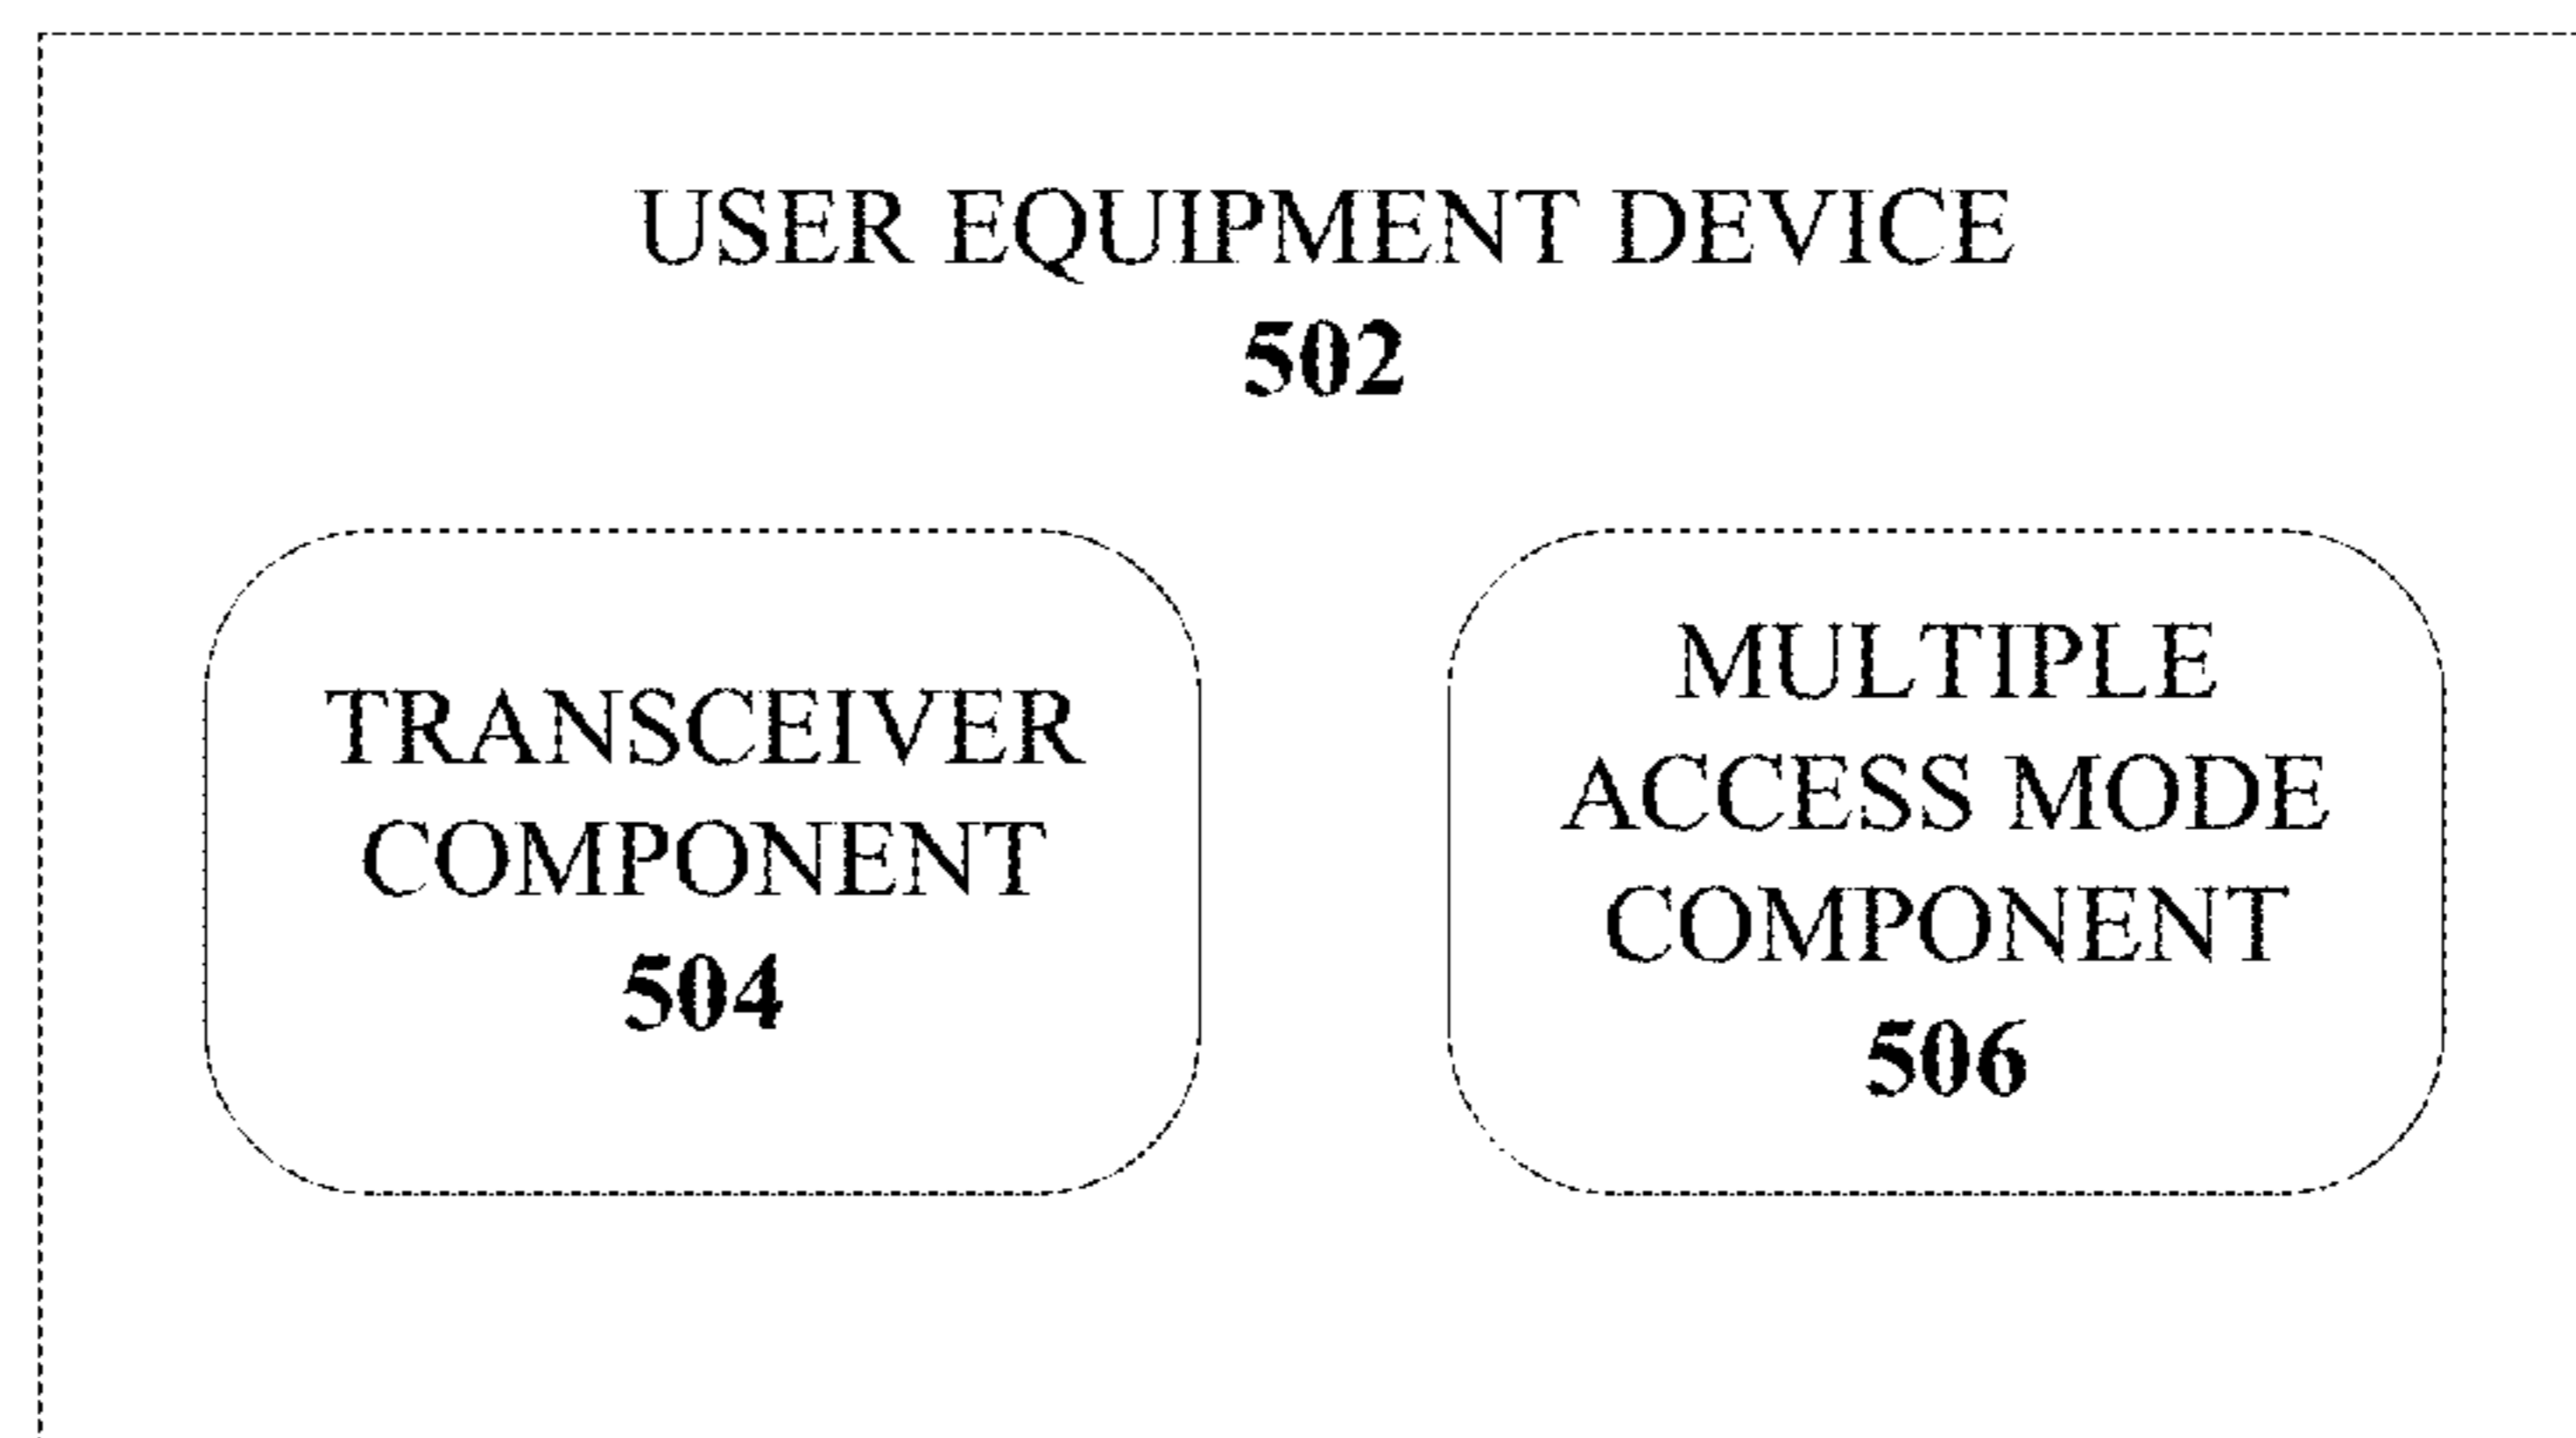 USER EQUIPMENT DEVICE
502
TRANSCEIVER
COMPONENT
504
MULTIPLE
ACCESS MODE
COMPONENT
506